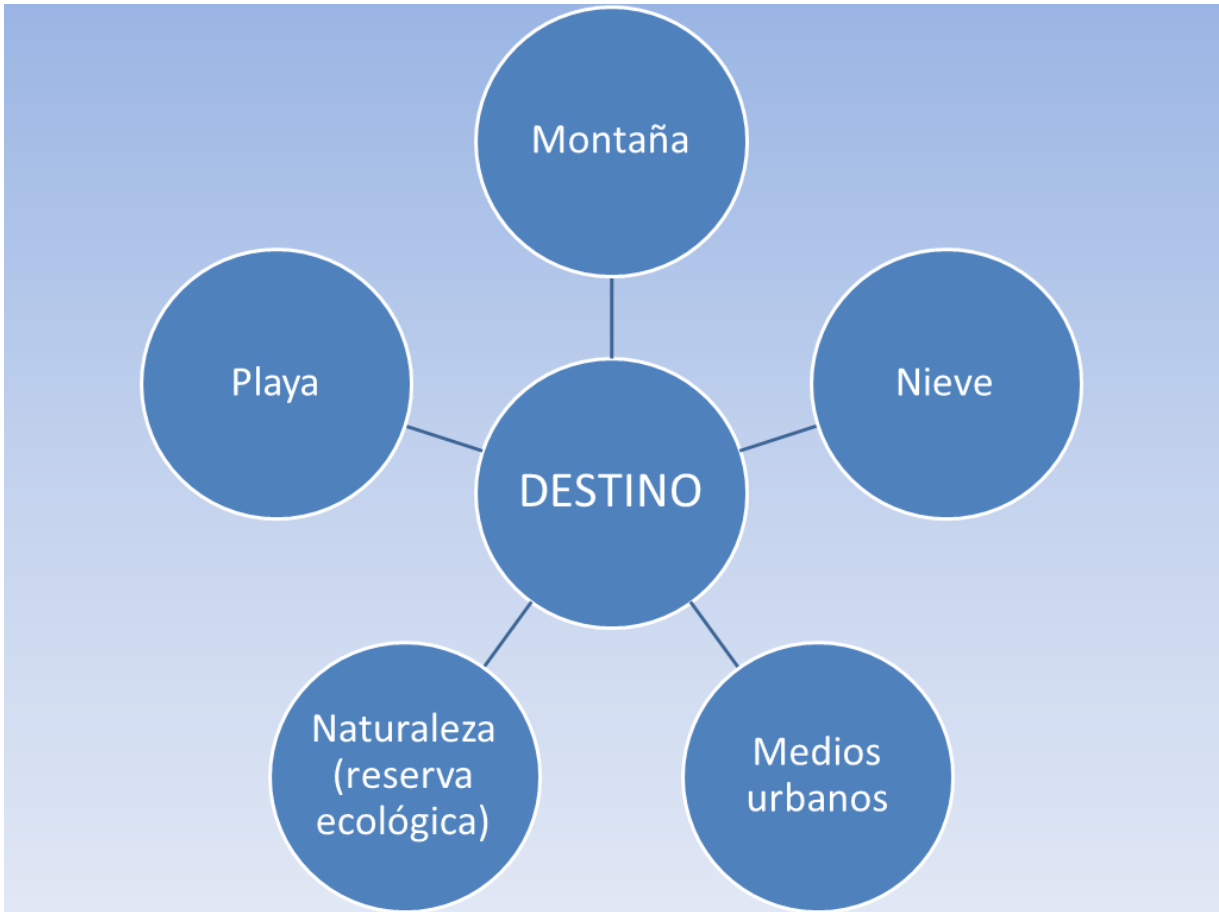 Montaña
Playa
Nieve
DESTINO
Naturaleza
(reserva
ecológica)
Medios
urbanos